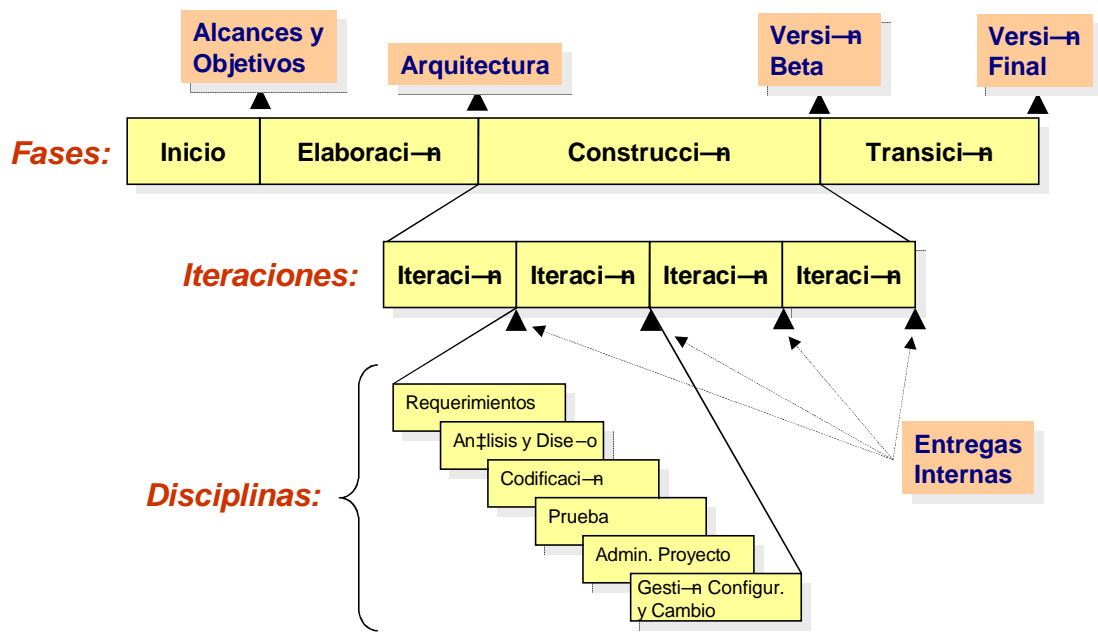 Alcances y
Objetivos
Arquitectura
Versi—n
Beta
Versi—n
Final
Fases:
Inicio
Elaboraci—n
Construcci—n
Transici—n
Iteraciones:
Iteraci—n
Iteraci—n
Iteraci—n
Iteraci—n
Disciplinas:
Requerimientos
An‡lisis y Dise–o
Codificaci—n
Prueba
Admin. Proyecto
Gesti—n Configur.
y Cambio
Entregas
Internas